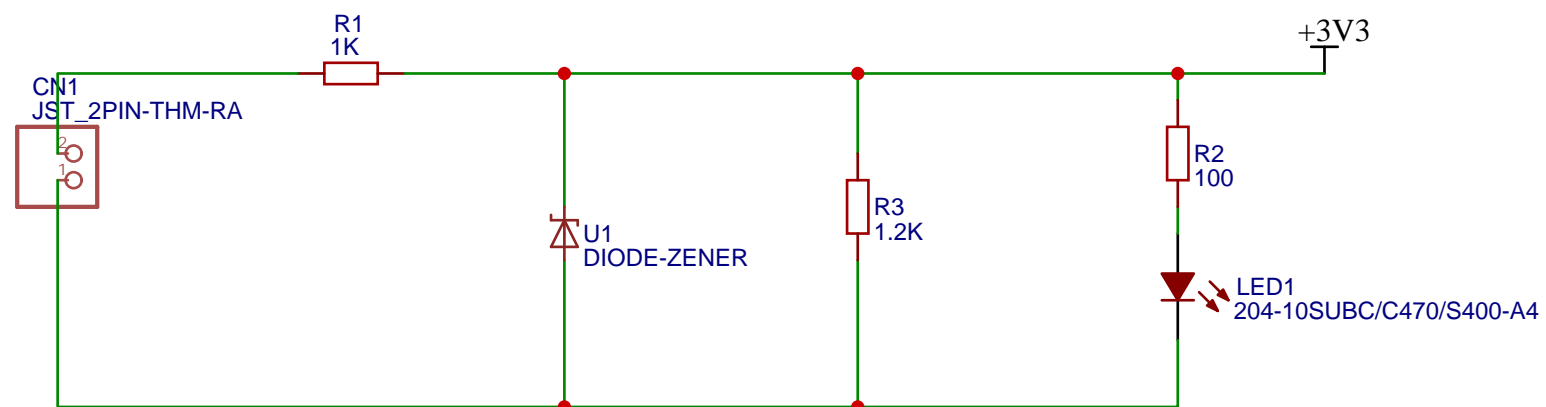 R1
1K
+3V3
CN1
JST_2PIN-THM-RA
2
1
R2
100
R3
1.2K
U1
DIODE-ZENER
LED1
204-10SUBC/C470/S400-A4